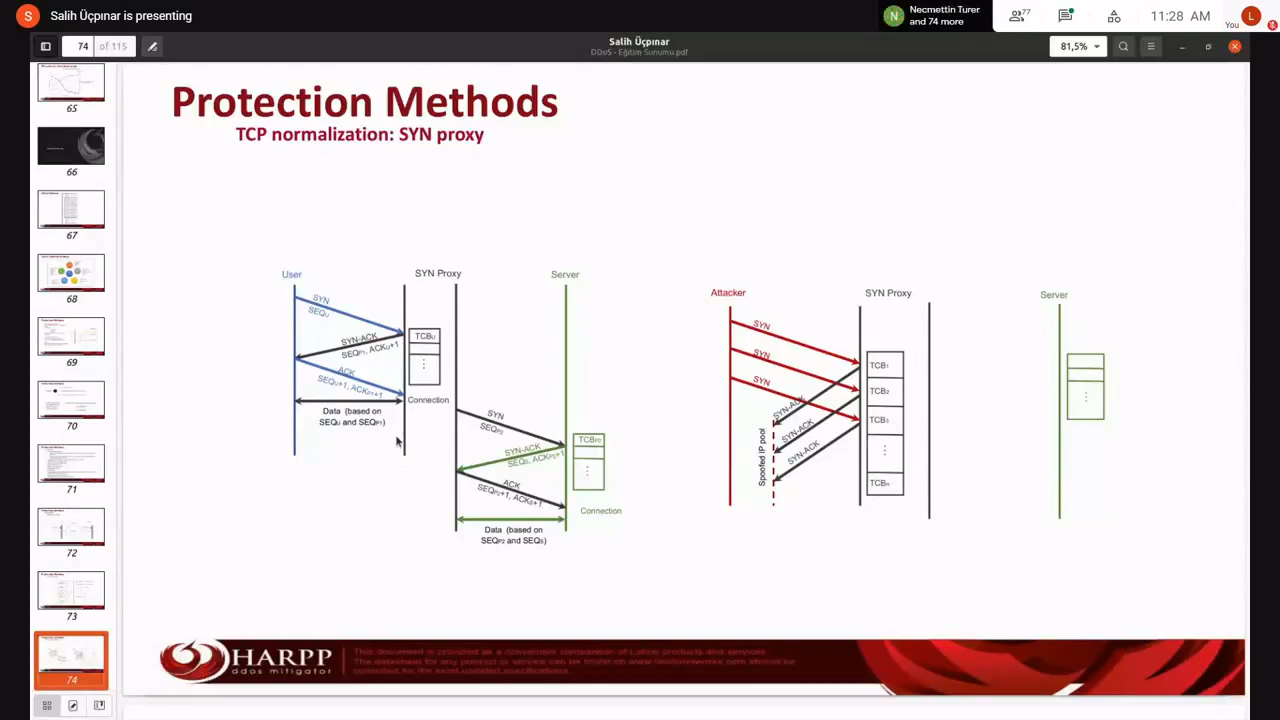 Salih Üçpınar is presenting
Necmettin Turer
and 74 more
77
11:28 AM
You
74 of 115
Salih Üçpınar
DDoS - Eğitim Sunumu.pdf
81,5%
65
66
67
68
69
70
71
72
73
74
Protection Methods
TCP normalization: SYN proxy
User
SYN Proxy
Server
SYN
SEQU
SYN-ACK
SEQP1, ACKU+1
ACK
SEQU+1, ACKP1+1
TCBU
⋮
Connection
Data (based on
SEQU and SEQP1)
SYN
SEQP2
SYN-ACK
SEQS, ACKP2+1
ACK
SEQP2+1, ACKS+1
TCBP2
⋮
Connection
Data (based on
SEQP2 and SEQS)
Attacker
SYN Proxy
Server
SYN
SYN
SYN
SYN-ACK
SYN-ACK
SYN-ACK
Spoofed IP pool
TCB1
TCB2
TCB3
⋮
TCBn
⋮
HARPP
ddos mitigator